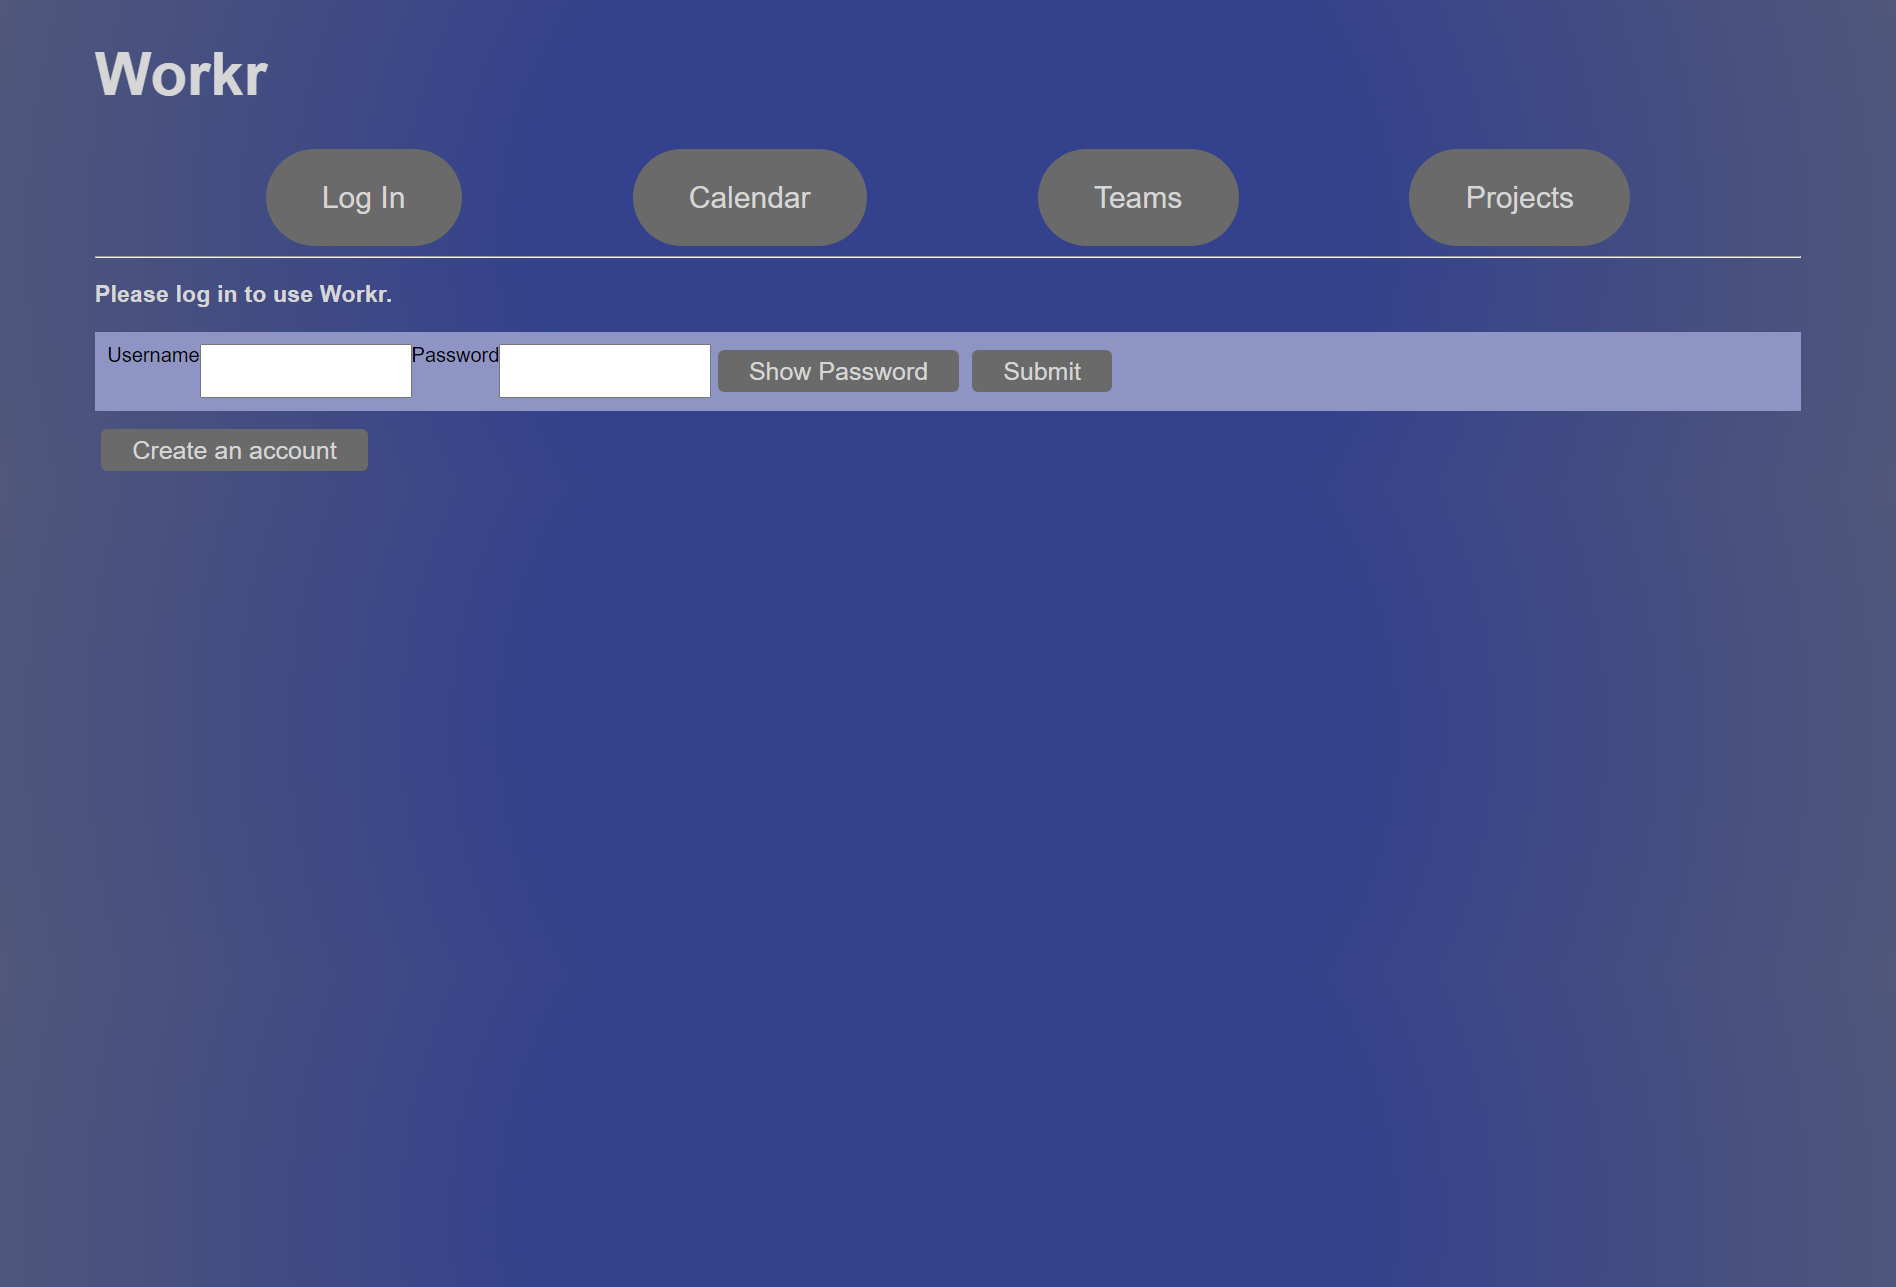 Workr
Log In Calendar Teams Projects
Please log in to use Workr.
Username Password Show Password Submit
Create an account